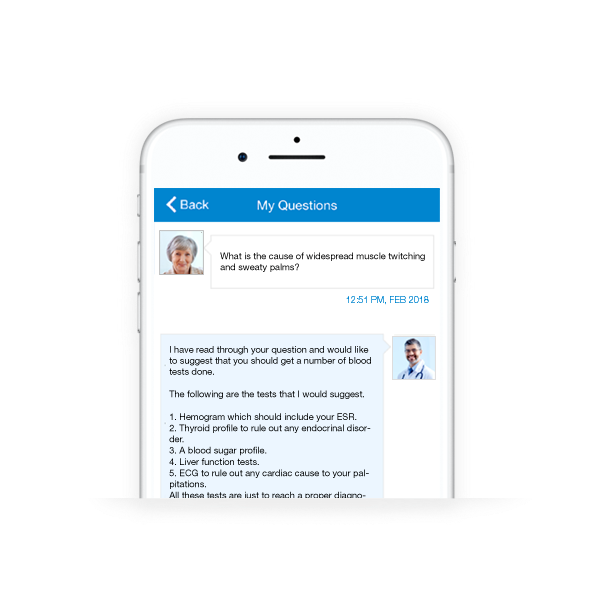 Back
My Questions
What is the cause of widespread muscle twitching
and sweaty palms?
12:51 PM, FEB 2018
I have read through your question and would like
to suggest that you should get a number of blood
tests done.
The following are the tests that I would suggest.
1. Hemogram which should include your ESR.
2. Thyroid profile to rule out any endocrinal disor-
der.
3. A blood sugar profile.
4. Liver function tests.
5. ECG to rule out any cardiac cause to your pal-
pitations.
All these tests are just to reach a proper diagno-